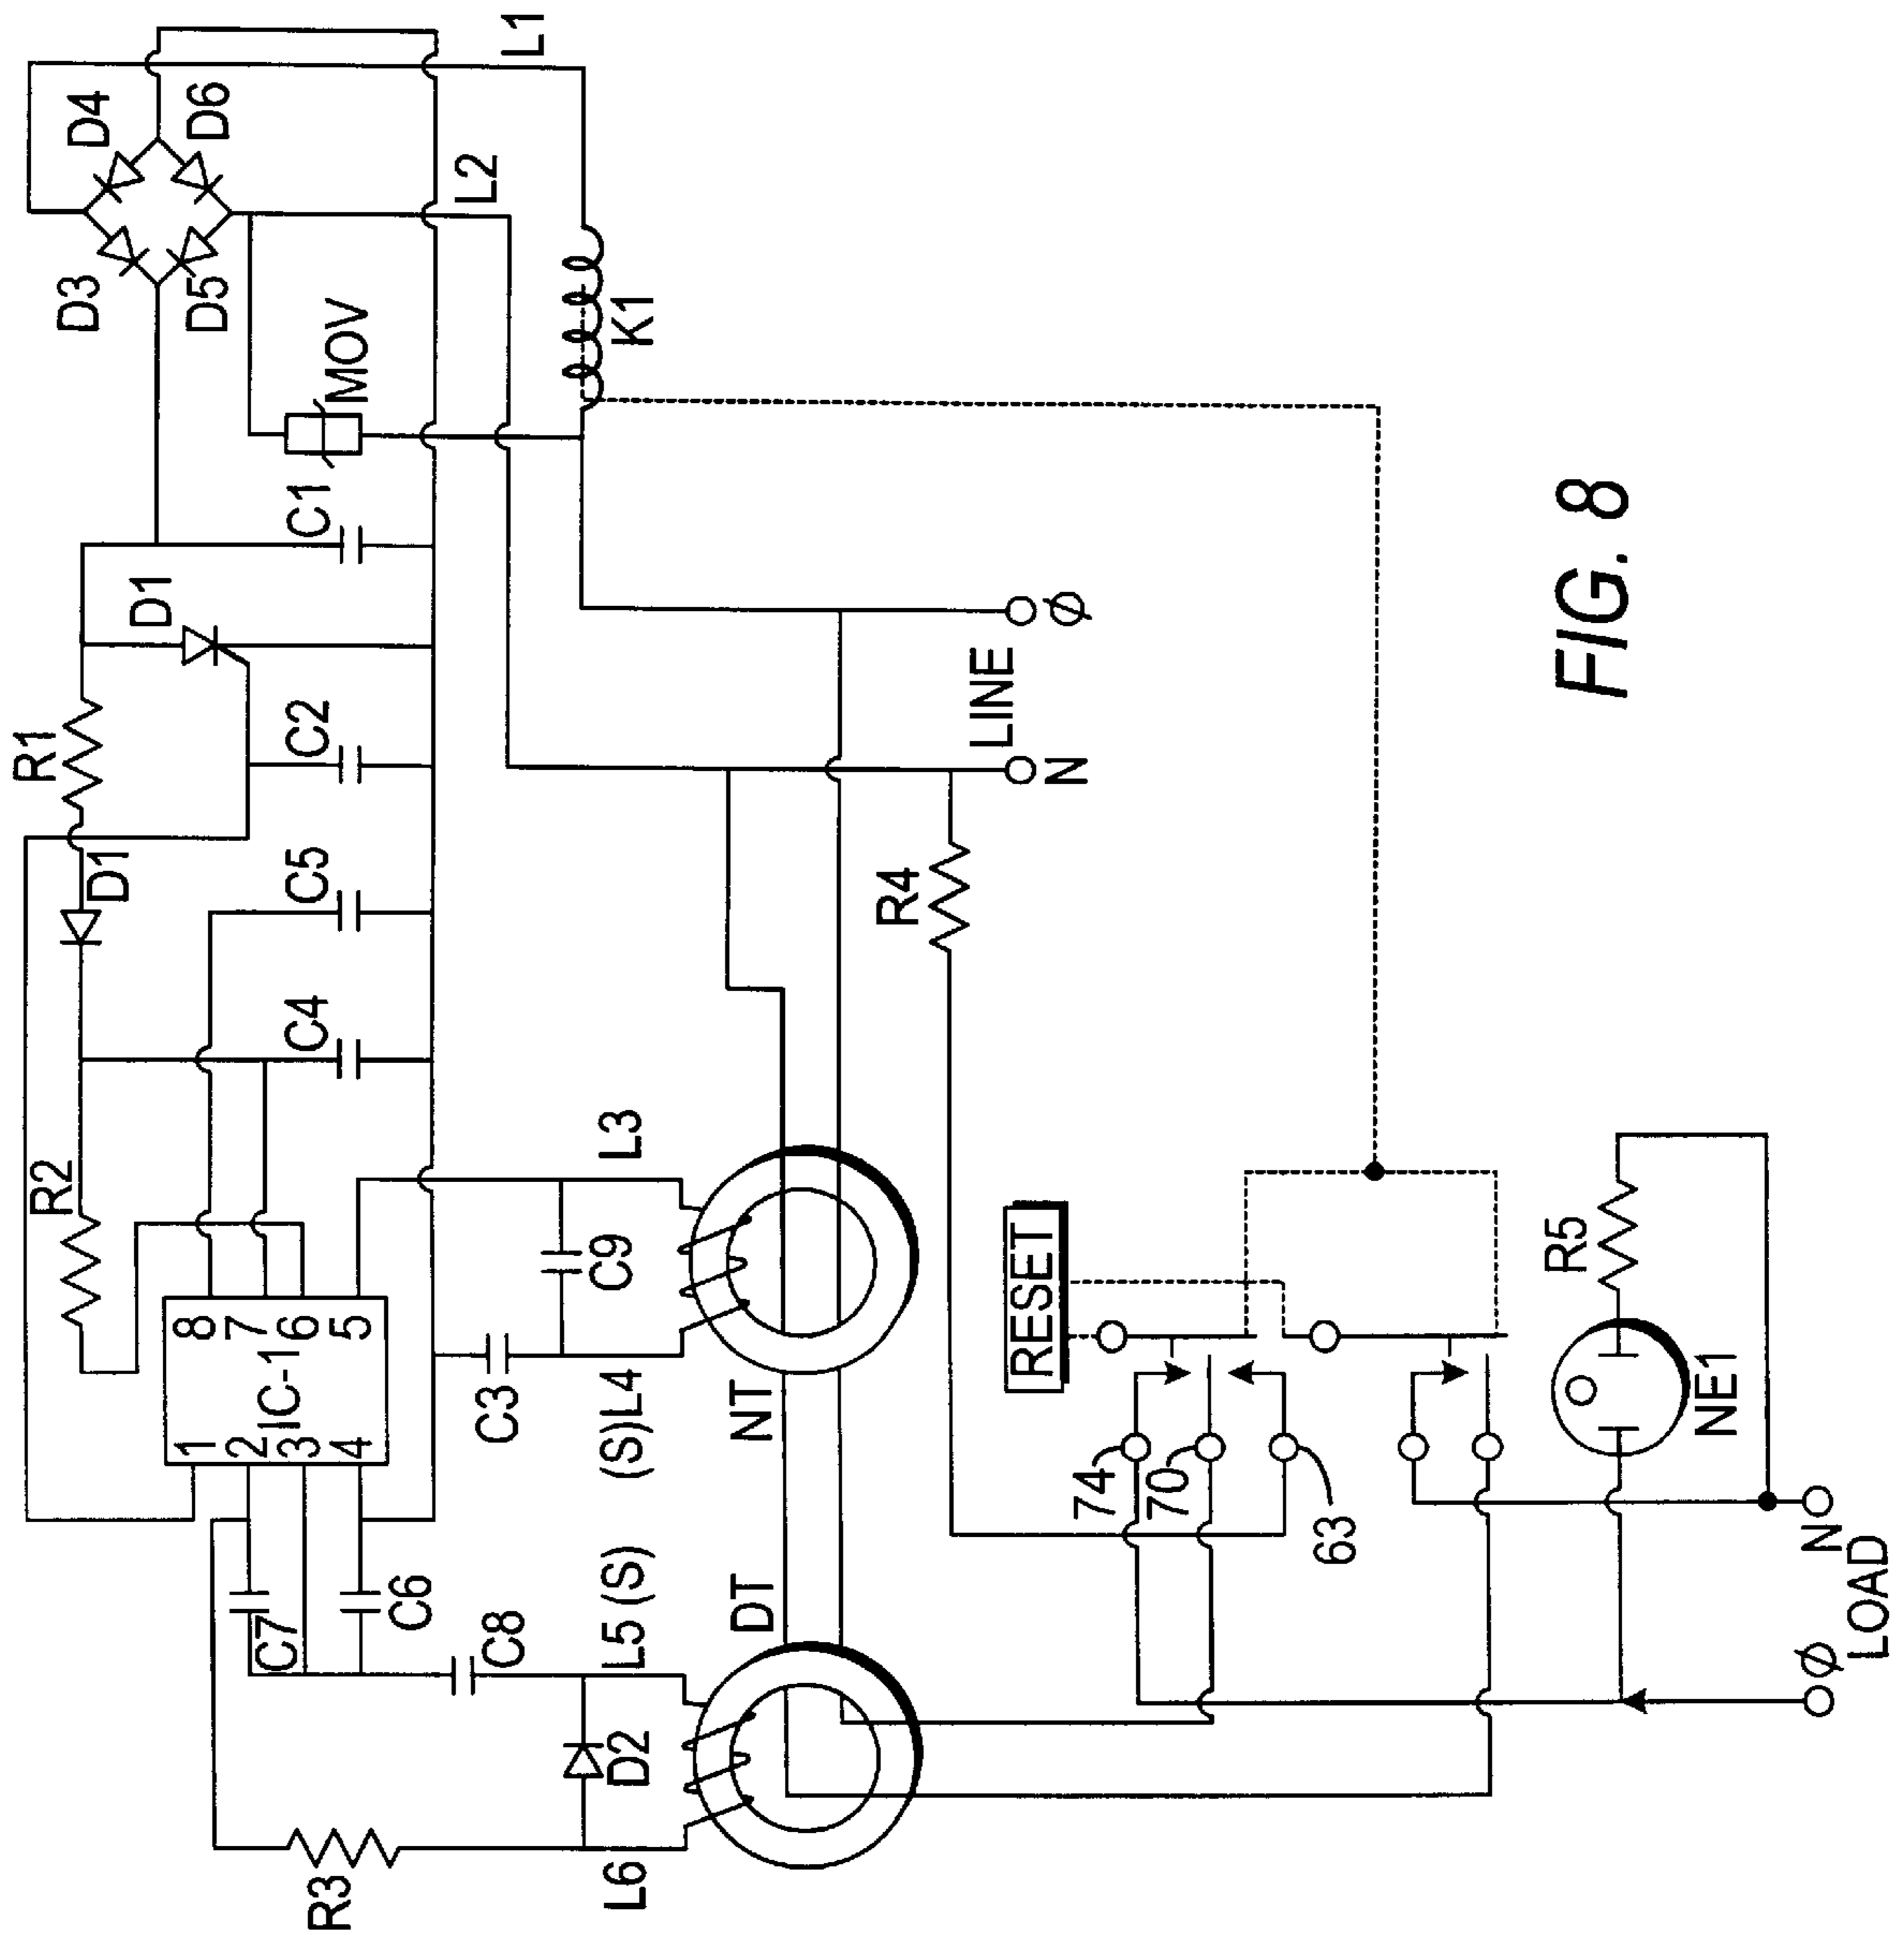 L1
D4
D6
L2
D3
D5
MOV
K1
C1
D1
R1
C2
D1
C5
C4
R2
LINE
N
φ
R4
L3
C9
8
7
6
5
IC-1
1
2
3
4
C3
(S)L4
NT
RESET
C7
C6
C8
L5 (S)
DT
74
70
63
R5
NE1
D2
R3
L6
N
φ
LOAD
FIG. 8